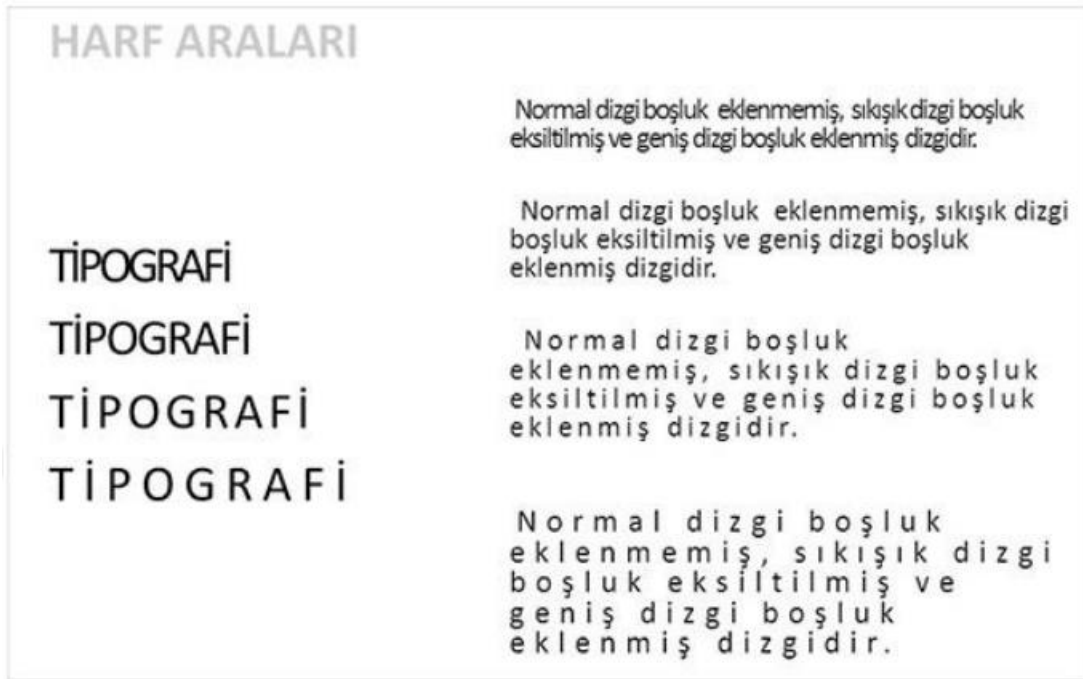 HARF ARALARI
TİPOGRAFİ
TİPOGRAFİ
TİPOGRAFİ
TİPOGRAFİ
Normal dizgi boşluk eklenmemiş, sıkışık dizgi boşluk
eksiltilmiş ve geniş dizgi boşluk eklenmiş dizgidir.
Normal dizgi boşluk eklenmemiş, sıkışık dizgi
boşluk eksiltilmiş ve geniş dizgi boşluk
eklenmiş dizgidir.
Normal dizgi boşluk
eklenmemiş, sıkışık dizgi boşluk
eksiltilmiş ve geniş dizgi boşluk
eklenmiş dizgidir.
Normal dizgi boşluk
eklenmemiş, sıkışık dizgi
boşluk eksiltilmiş ve
geniş dizgi boşluk
eklenmiş dizgidir.